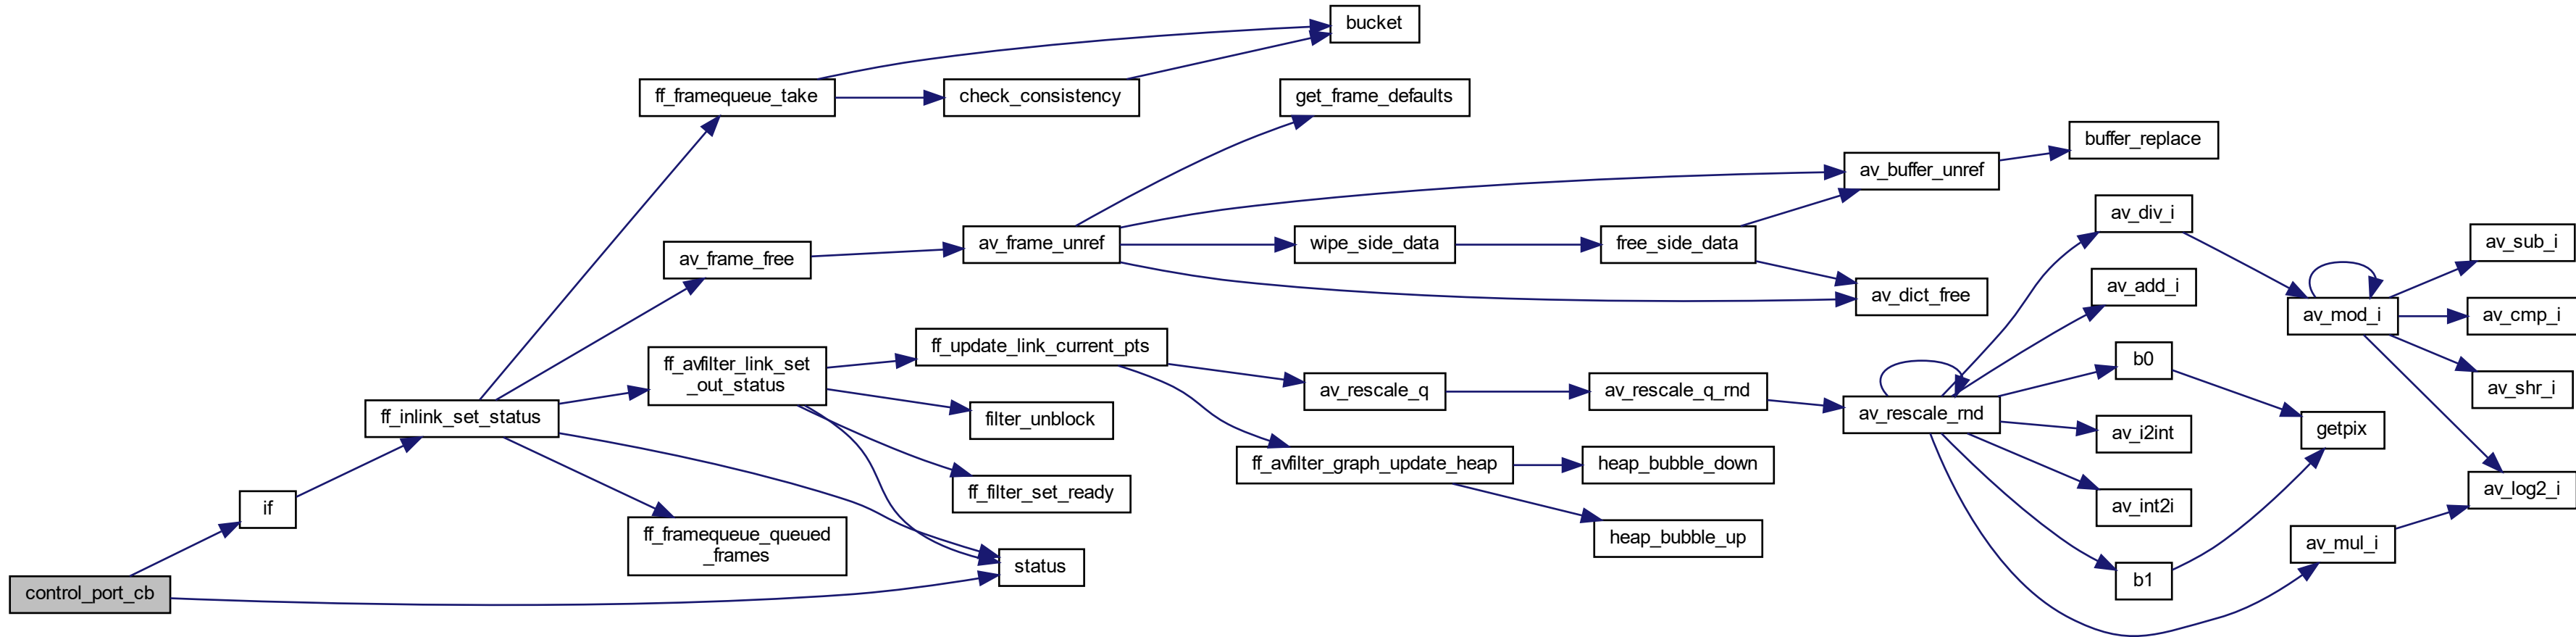 bucket
ff_framequeue_take
check_consistency
get_frame_defaults
buffer_replace
av_buffer_unref
av_div_i
av_frame_free
av_frame_unref
wipe_side_data
free_side_data
av_sub_i
av_dict_free
av_add_i
av_mod_i
av_cmp_i
ff_avfilter_link_set
_out_status
ff_update_link_current_pts
b0
av_shr_i
av_rescale_q
av_rescale_q_rnd
av_rescale_rnd
ff_inlink_set_status
filter_unblock
av_i2int
getpix
ff_avfilter_graph_update_heap
heap_bubble_down
ff_filter_set_ready
av_int2i
av_log2_i
if
ff_framequeue_queued
_frames
heap_bubble_up
av_mul_i
status
b1
control_port_cb